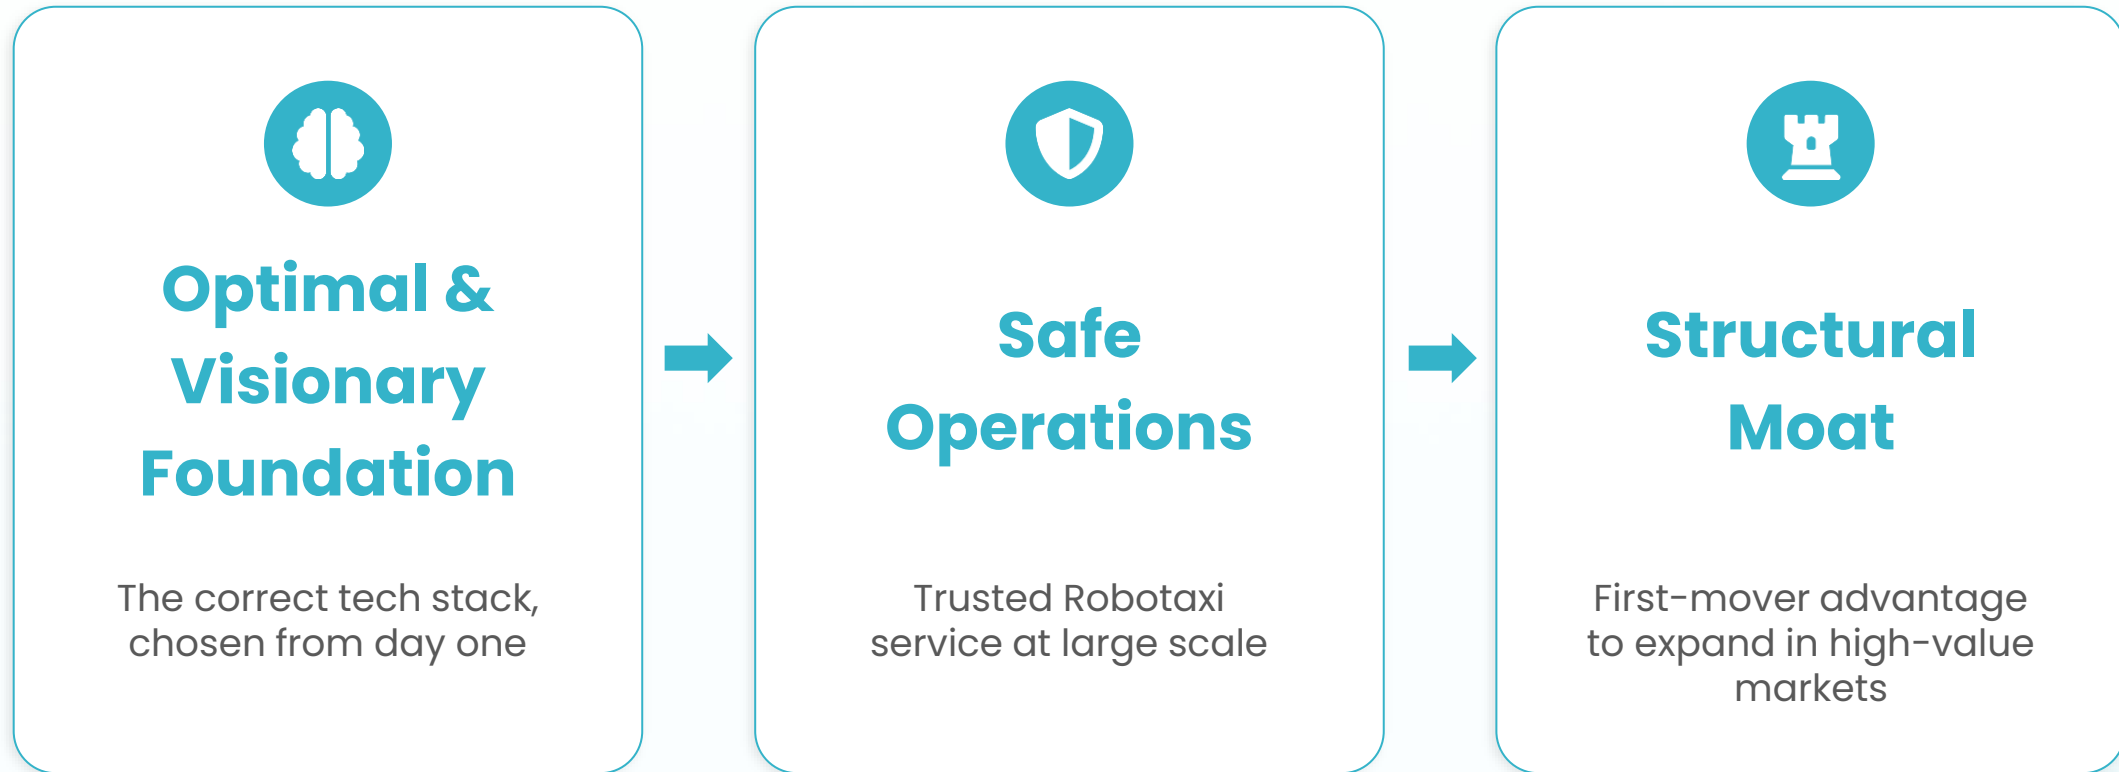 Optimal &
Visionary
Foundation
The correct tech stack,
chosen from day one
Safe
Operations
Trusted Robotaxi
service at large scale
Structural
Moat
First-mover advantage
to expand in high-value
markets